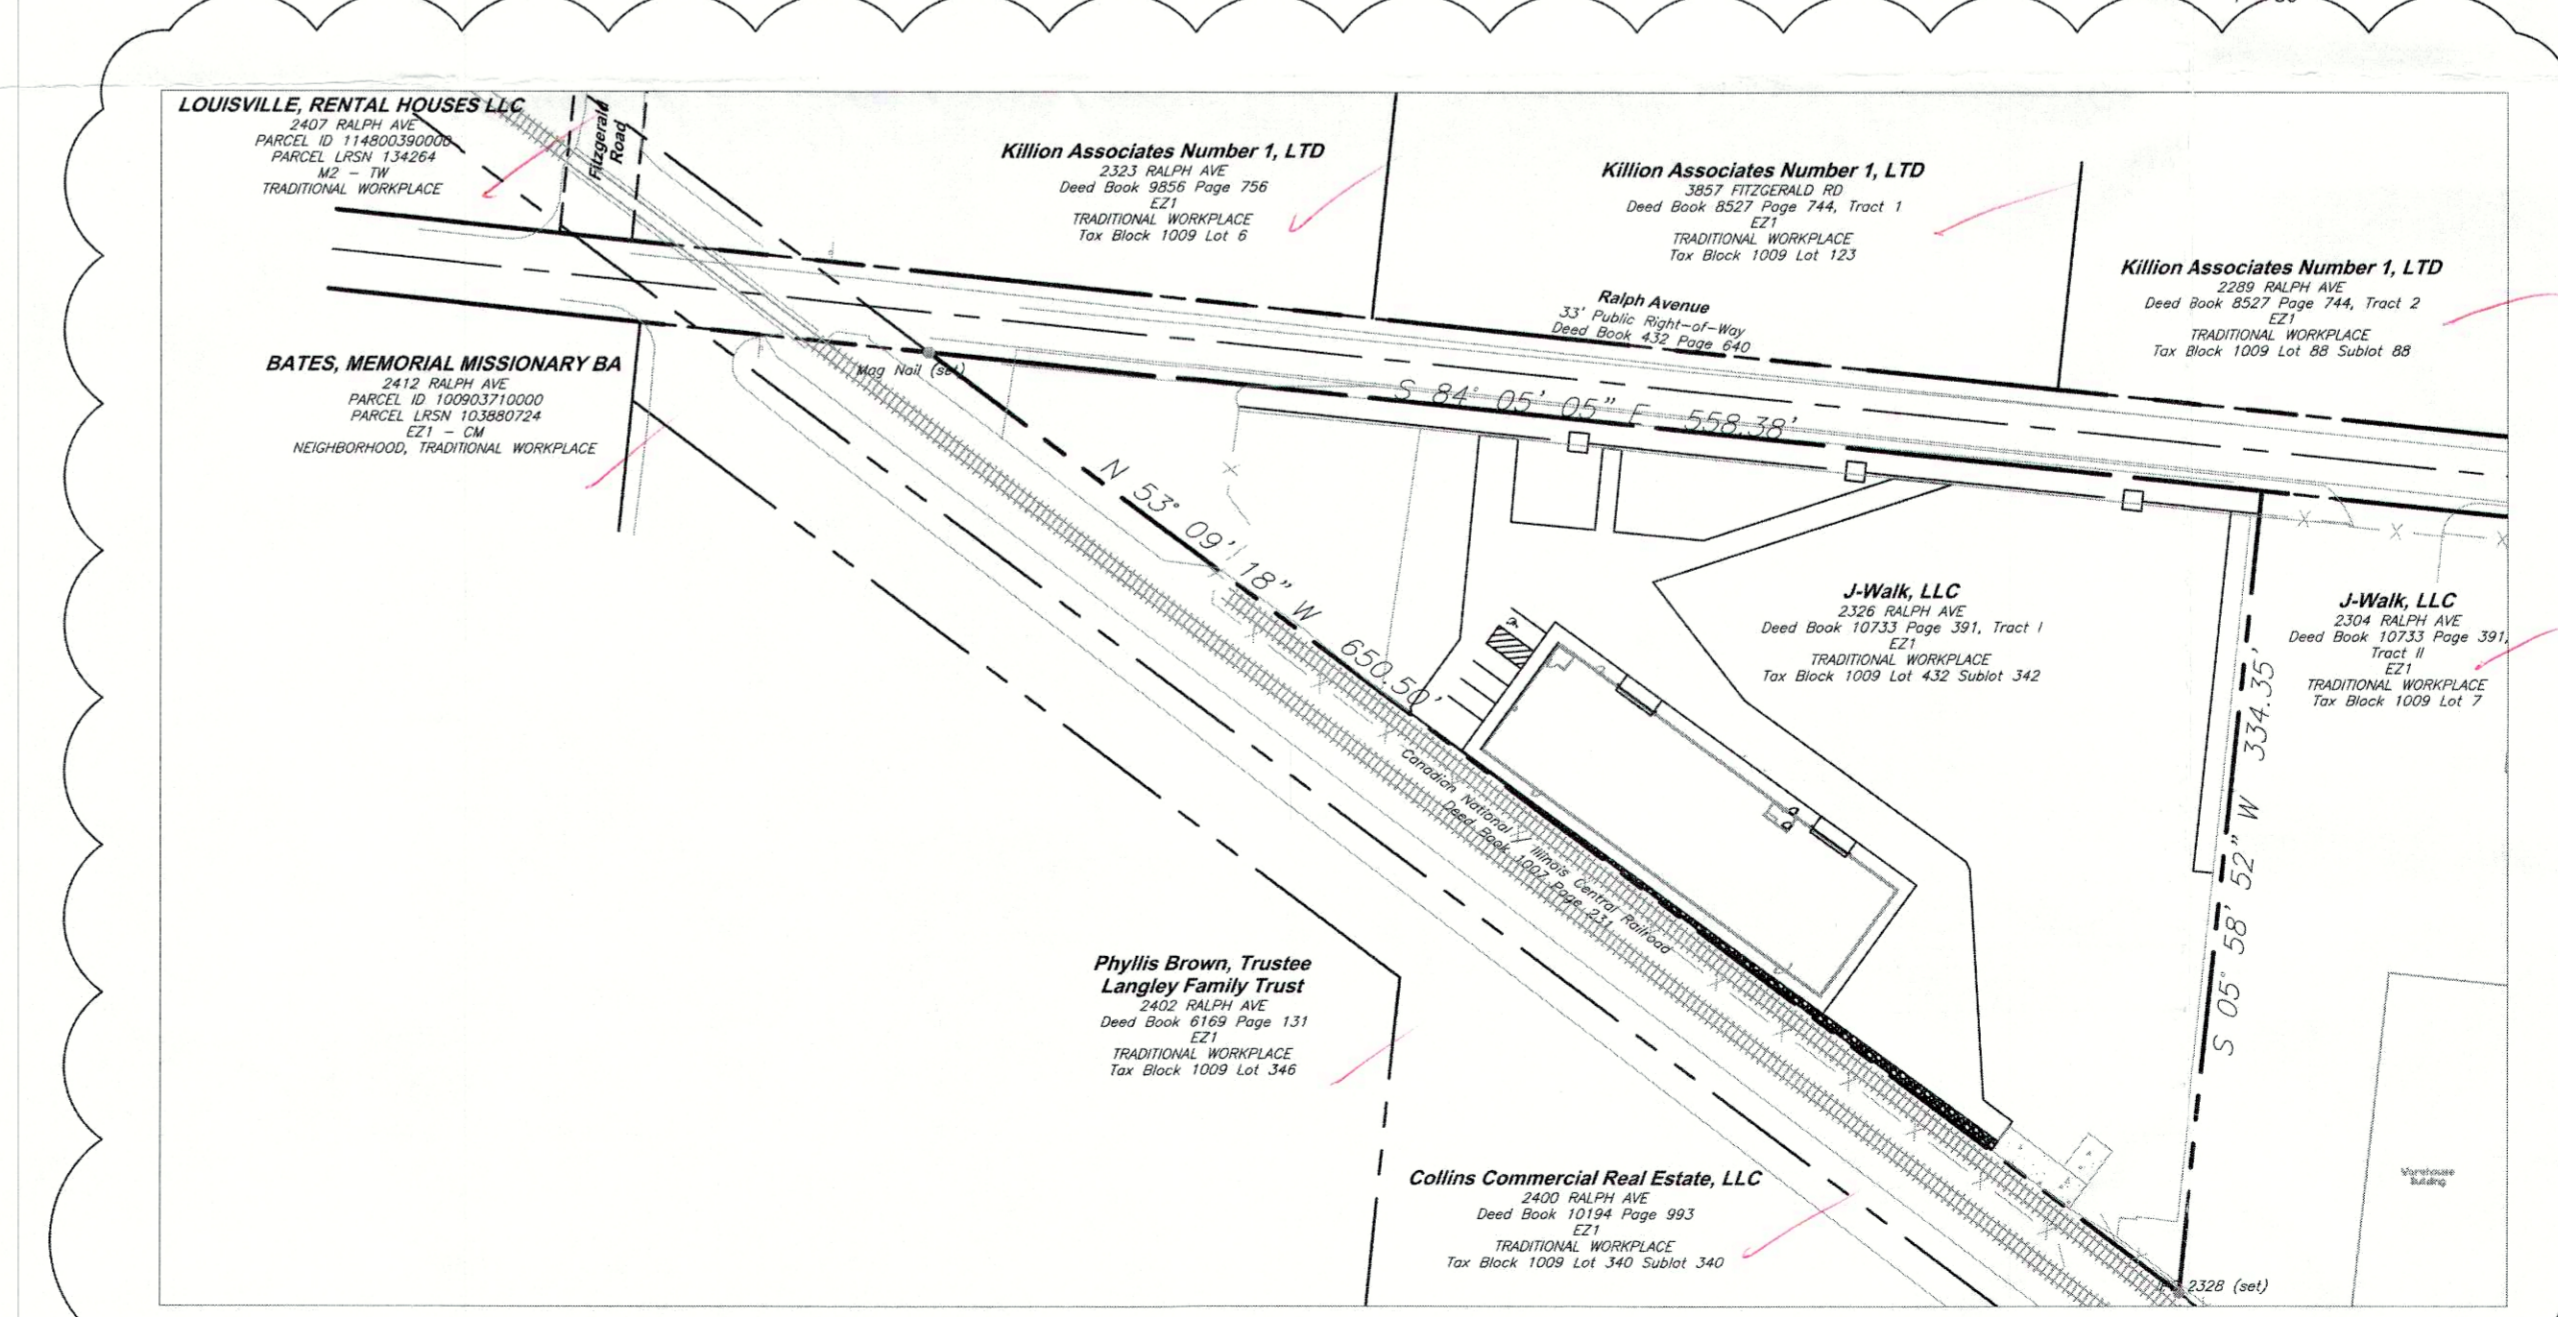 LOUISVILLE, RENTAL HOUSES LLC
2407 RALPH AVE
PARCEL ID 114800390000
PARCEL LRSN 134264
M2 - TW
TRADITIONAL WORKPLACE
Fitzgerald
Road
Killion Associates Number 1, LTD
2323 RALPH AVE
Deed Book 9856 Page 756
EZ1
TRADITIONAL WORKPLACE
Tax Block 1009 Lot 6
Killion Associates Number 1, LTD
3857 FITZGERALD RD
Deed Book 8527 Page 744, Tract 1
EZ1
TRADITIONAL WORKPLACE
Tax Block 1009 Lot 123
Killion Associates Number 1, LTD
2289 RALPH AVE
Deed Book 8527 Page 744, Tract 2
EZ1
TRADITIONAL WORKPLACE
Tax Block 1009 Lot 88 Sublot 88
Ralph Avenue
33' Public Right-of-Way
Deed Book 432 Page 640
BATES, MEMORIAL MISSIONARY BA
2412 RALPH AVE
PARCEL ID 100903710000
PARCEL LRSN 103880724
EZ1 - CM
NEIGHBORHOOD, TRADITIONAL WORKPLACE
Mag Nail (set)
S 84° 05' 05" E 558.38'
N 53° 09' 18" W 650.50'
J-Walk, LLC
2326 RALPH AVE
Deed Book 10733 Page 391, Tract I
EZ1
TRADITIONAL WORKPLACE
Tax Block 1009 Lot 432 Sublot 342
J-Walk, LLC
2304 RALPH AVE
Deed Book 10733 Page 391,
Tract II
EZ1
TRADITIONAL WORKPLACE
Tax Block 1009 Lot 7
S 05° 58' 52" W 334.35'
Canadian National / Illinois Central Railroad
Deed Book 1007 Page 231
Phyllis Brown, Trustee
Langley Family Trust
2402 RALPH AVE
Deed Book 6169 Page 131
EZ1
TRADITIONAL WORKPLACE
Tax Block 1009 Lot 346
Collins Commercial Real Estate, LLC
2400 RALPH AVE
Deed Book 10194 Page 993
EZ1
TRADITIONAL WORKPLACE
Tax Block 1009 Lot 340 Sublot 340
Warehouse
Building
2328 (set)